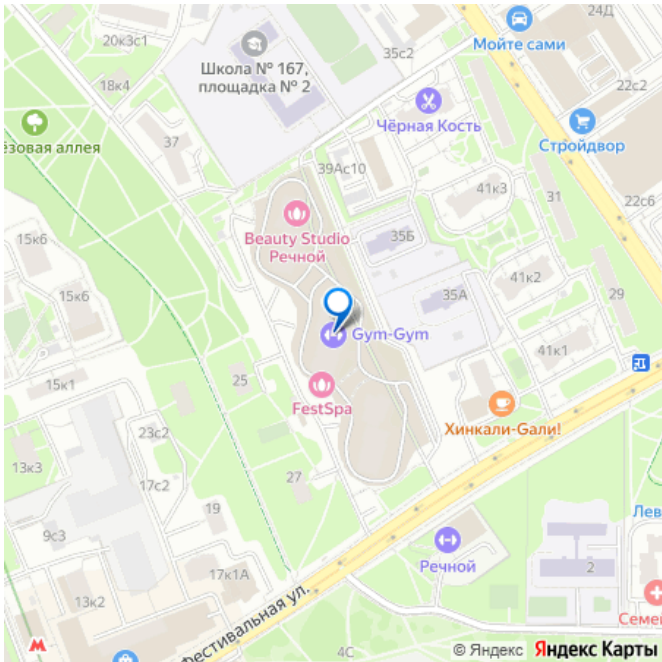 24Д
20к3с1
35с2
Мойте сами
Школа № 167,
площадка № 2
18к4
22с2
Чёрная Кость
Стройдвор
37
ёзовая аллея
39Ас10
41к3
31
22с6
Beauty Studio
Речной
35Б
15к6
41к2
15к6
35А
29
Gym-Gym
41к1
25
15к1
FestSpa
Хинкали-Gали!
23с2
13к3
17с2
27
19
Лев
9с3
Речной
2
17к1А
13к2
Семе
Фестивальная ул.
4С
© Яндекс Яндекс Карты